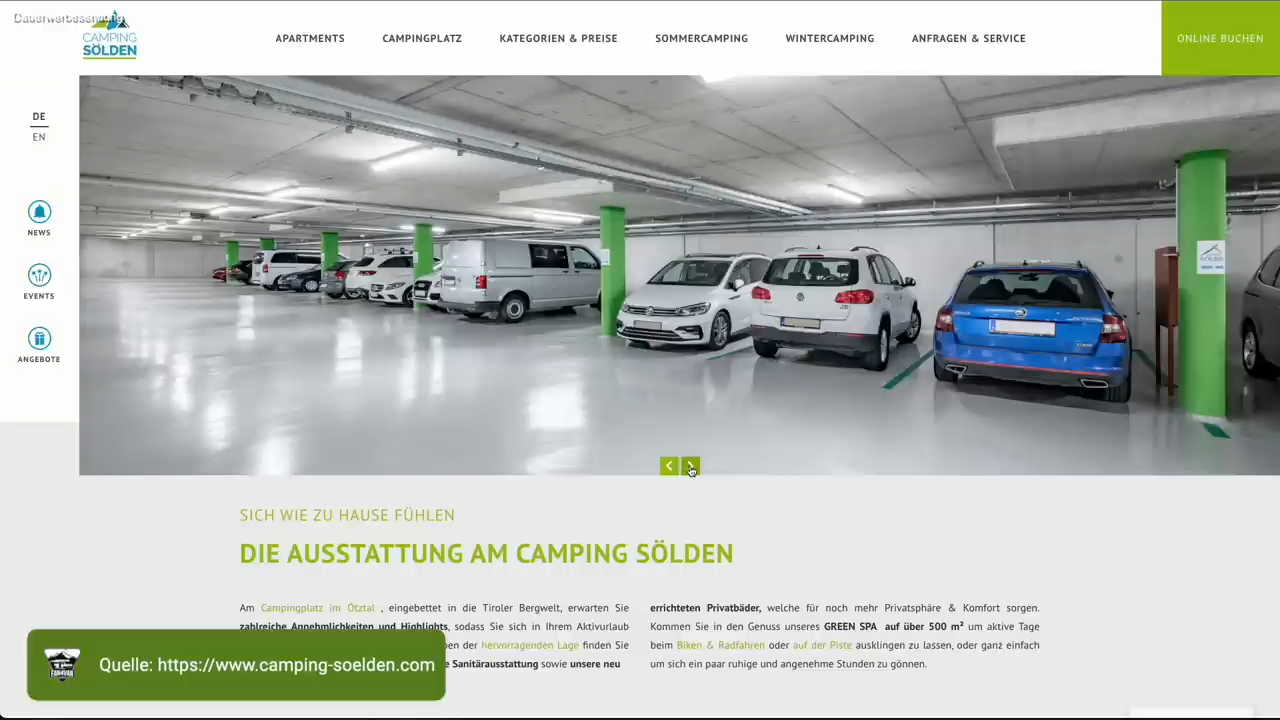 Dauerwerbesendung
CAMPING
SÖLDEN
APARTMENTS
CAMPINGPLATZ
KATEGORIEN & PREISE
SOMMERCAMPING
WINTERCAMPING
ANFRAGEN & SERVICE
ONLINE BUCHEN
DE
EN
NEWS
EVENTS
ANGEBOTE
SICH WIE ZU HAUSE FÜHLEN
DIE AUSSTATTUNG AM CAMPING SÖLDEN
Am Campingplatz im Ötztal , eingebettet in die Tiroler Bergwelt, erwarten Sie
zahlreiche Annehmlichkeiten und Highlights, sodass Sie sich in Ihrem Aktivurlaub
der hervorragenden Lage finden Sie
Sanitärausstattung sowie unsere neu
errichteten Privatbäder, welche für noch mehr Privatsphäre & Komfort sorgen.
Kommen Sie in den Genuss unseres GREEN SPA auf über 500 m² um aktive Tage
beim Biken & Radfahren oder auf der Piste ausklingen zu lassen, oder ganz einfach
um sich ein paar ruhige und angenehme Stunden zu gönnen.
Quelle: https://www.camping-soelden.com